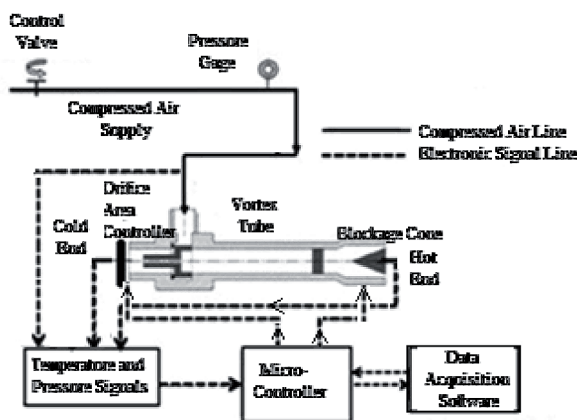 Control
Valve
Pressure
Gage
Compressed Air
Supply
Compressed Air Line
Electronic Signal Line
Orifice
Area
Controller
Cold
End
Vortex
Tube
Blockage Cone
Hot
End
Temperature and
Pressure Signals
Micro-
Controller
Data
Acquisition
Software